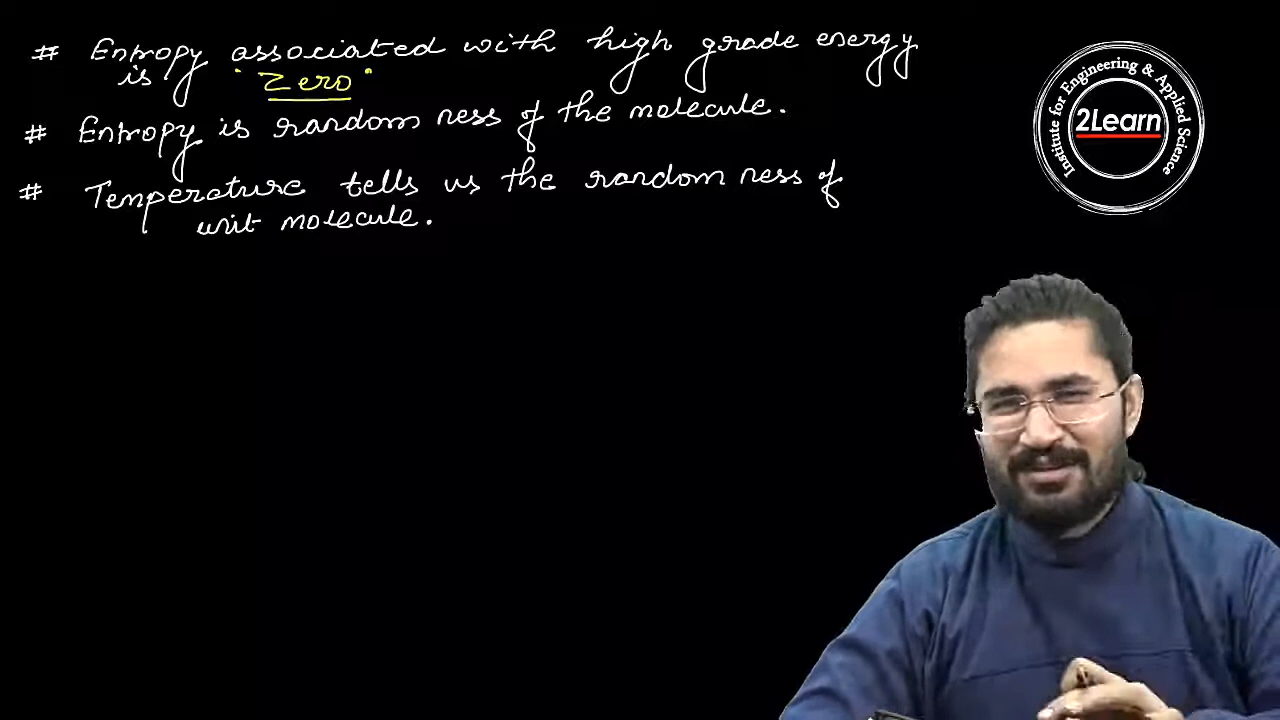 # Entropy associated with high grade energy
is "Zero"
# Entropy is random ness of the molecule.
# Temperature tells us the random ness of
unit molecule.
Institute for Engineering & Applied Science
2Learn